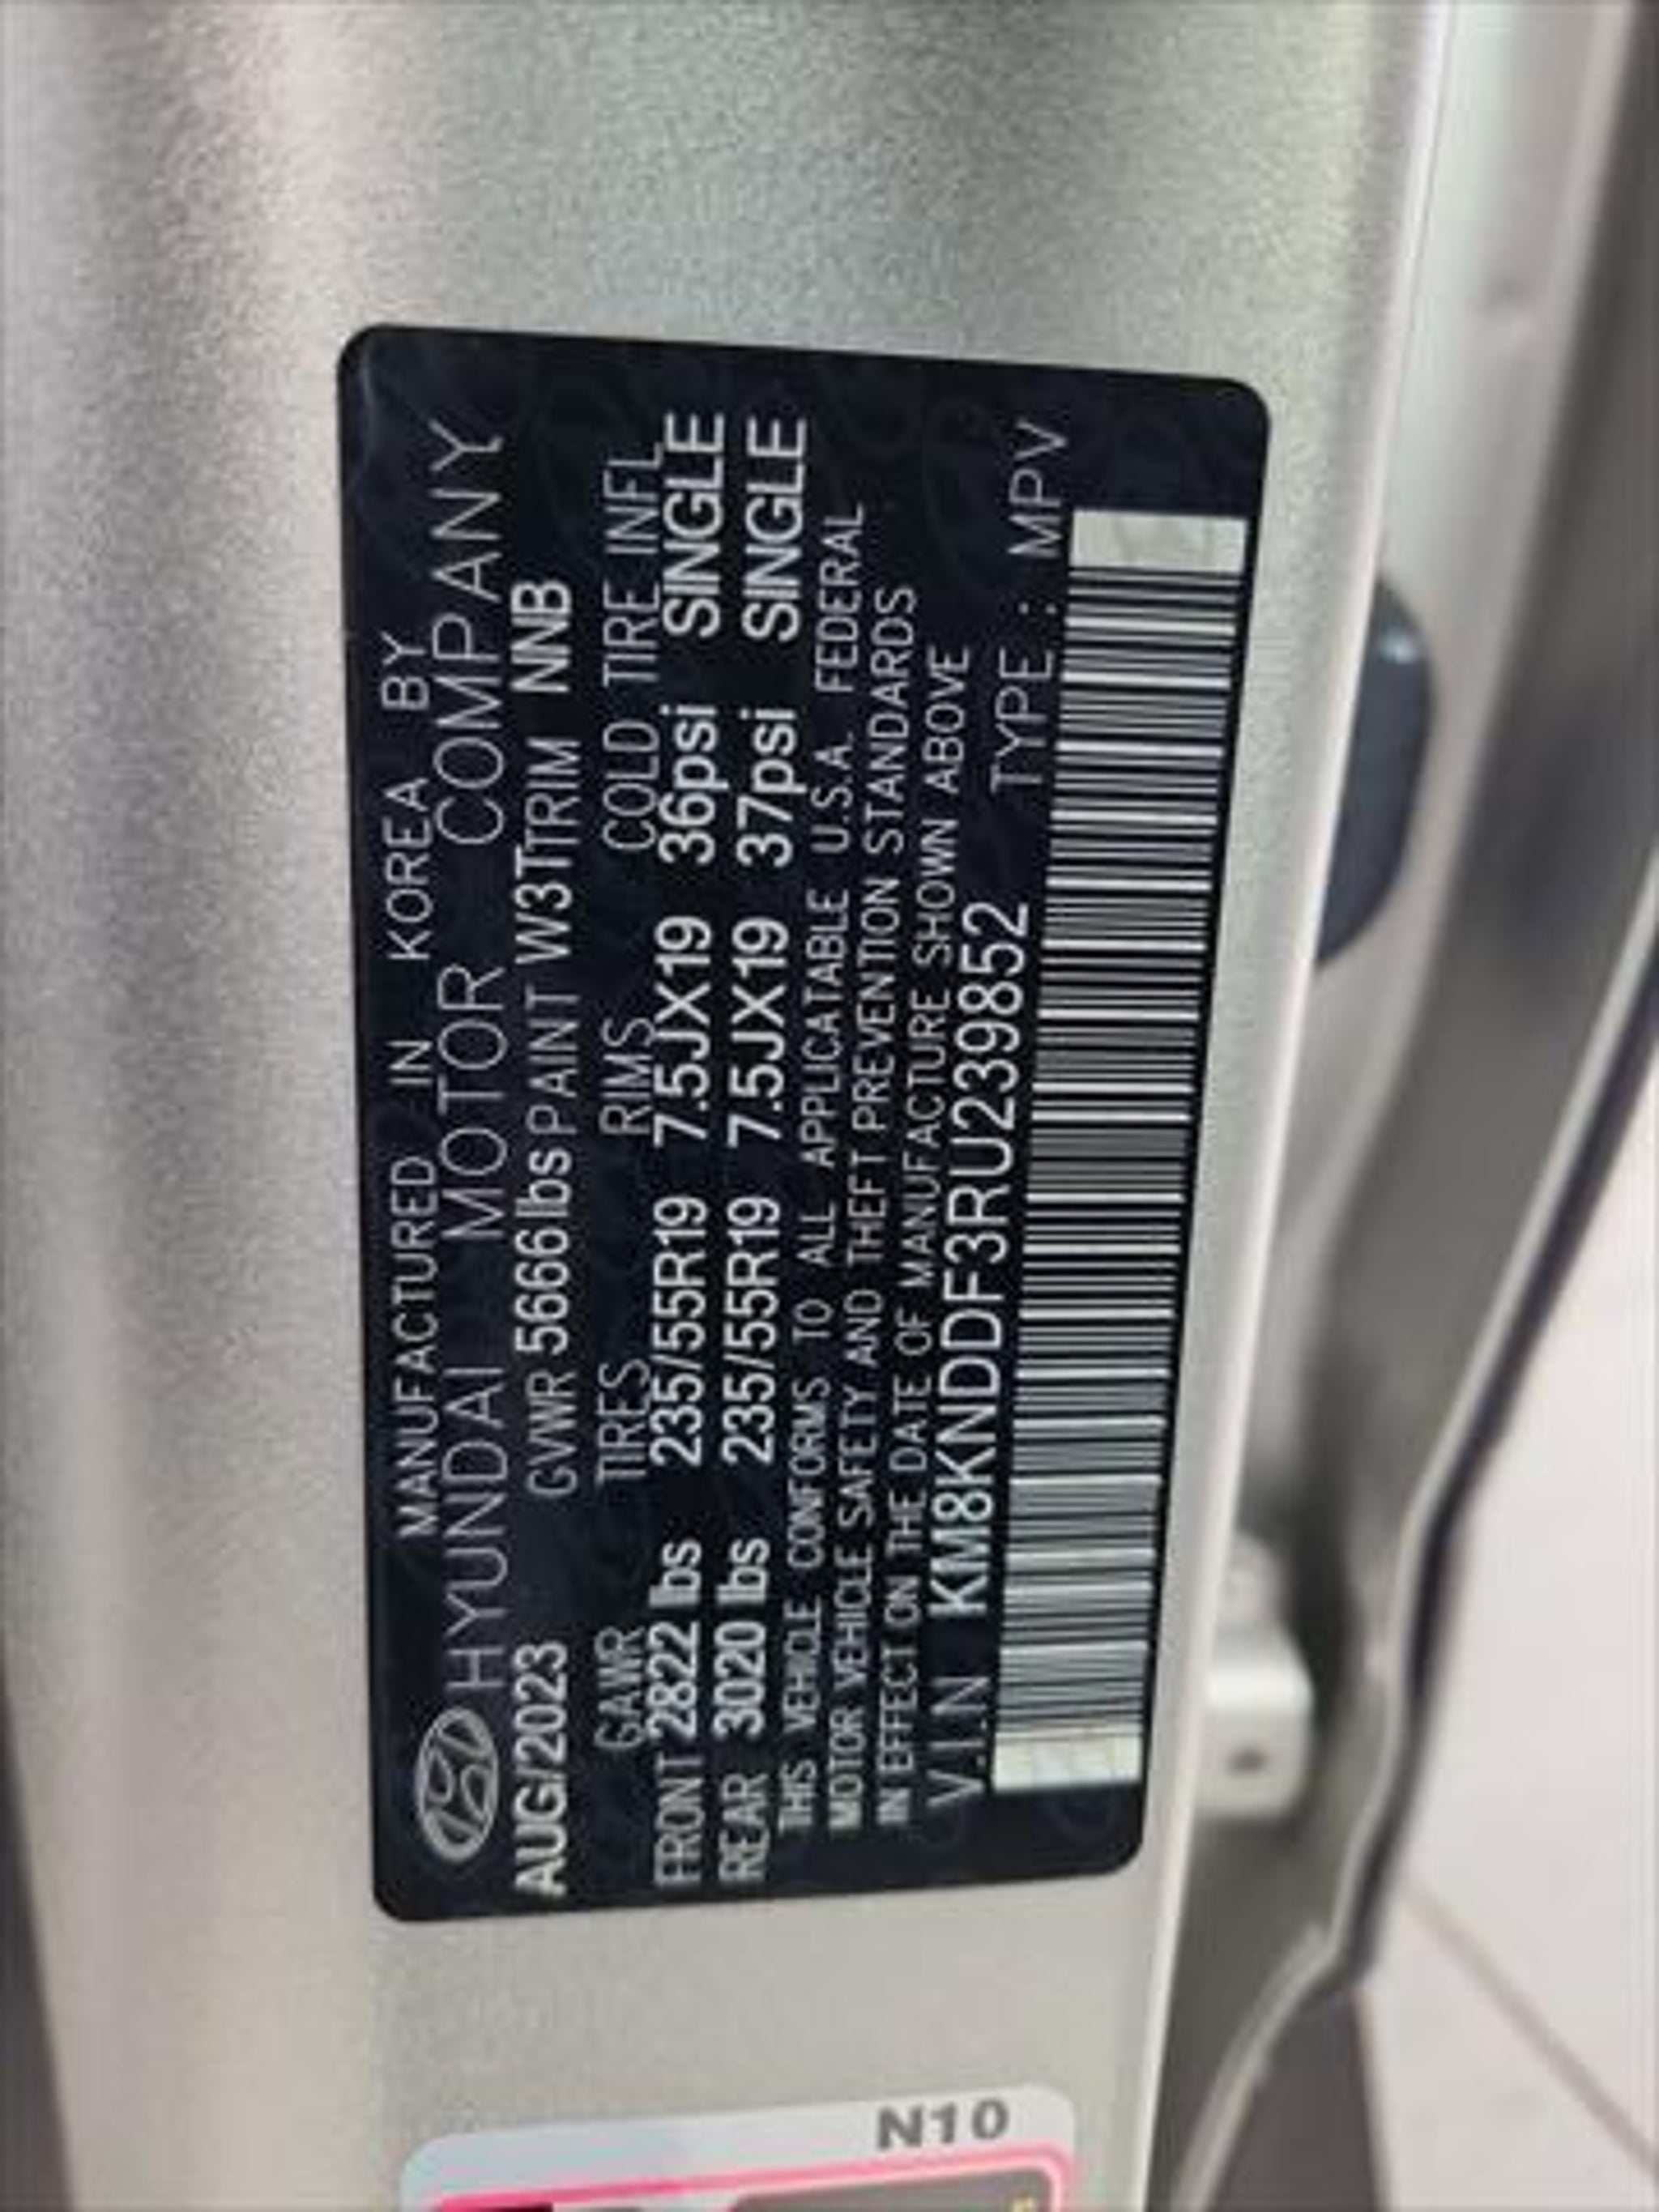 MANUFACTURED IN KOREA BY
HYUNDAI MOTOR COMPANY
AUG/2023 GVWR 5666lbs PAINT W3T TRIM NNB
GAWR TIRES RIMS COLD TIRE INFL
FRONT 2822 lbs 235/55R19 7.5JX19 36psi SINGLE
REAR 3020 lbs 235/55R19 7.5JX19 37psi SINGLE
THIS VEHICLE CONFORMS TO ALL APPLICATABLE U.S.A. FEDERAL
MOTOR VEHICLE SAFETY AND THEFT PREVENTION STANDARDS
IN EFFECT ON THE DATE OF MANUFACTURE SHOWN ABOVE
V.I.N KM8KNDDF3RU239852 TYPE : MPV
N10